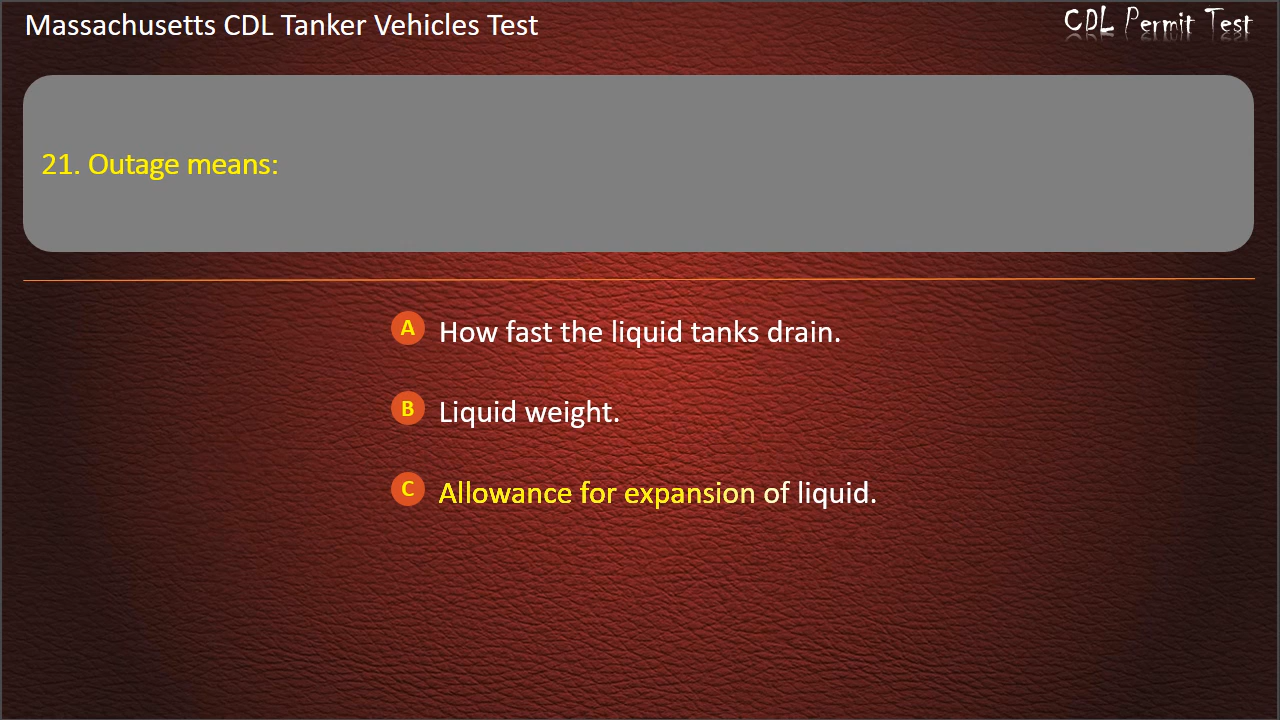 Massachusetts CDL Tanker Vehicles Test
CDL Permit Test
21. Outage means:
A How fast the liquid tanks drain.
B Liquid weight.
C Allowance for expansion of liquid.